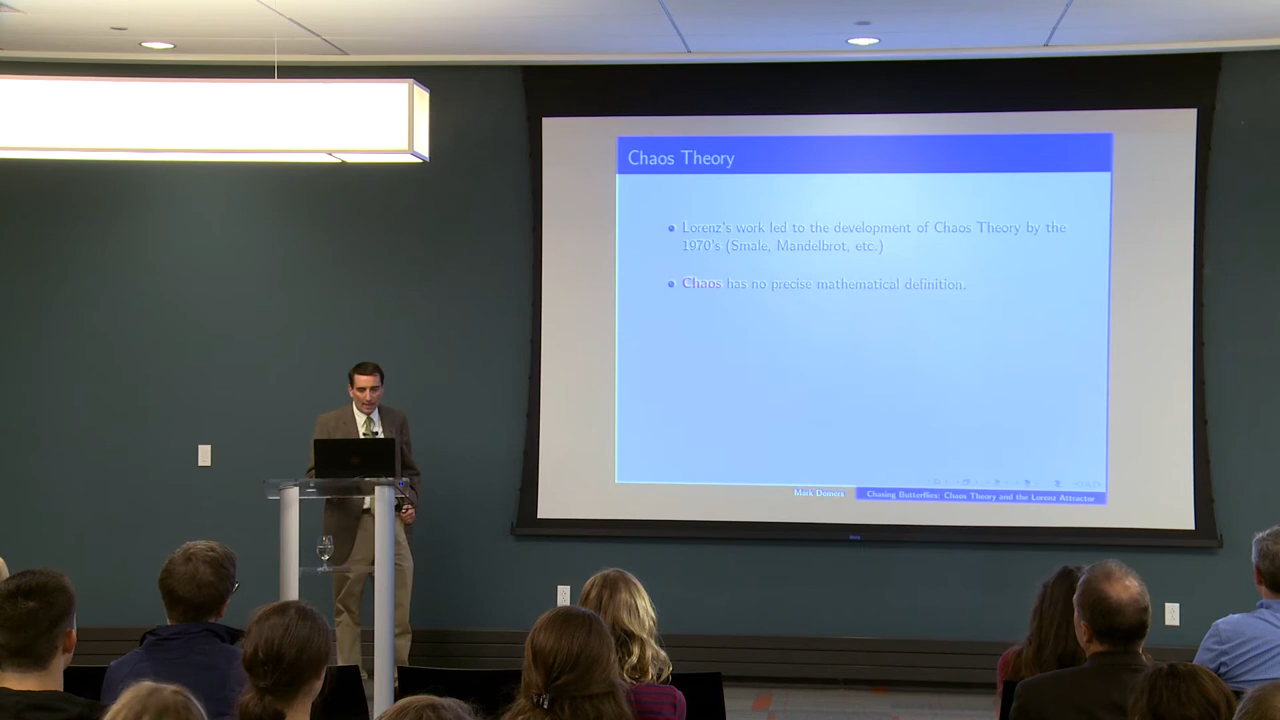 Chaos Theory
Lorenz's work led to the development of Chaos Theory by the
1970's (Smale, Mandelbrot, etc.)
Chaos has no precise mathematical definition.
Mark Demers
Chasing Butterflies: Chaos Theory and the Lorenz Attractor